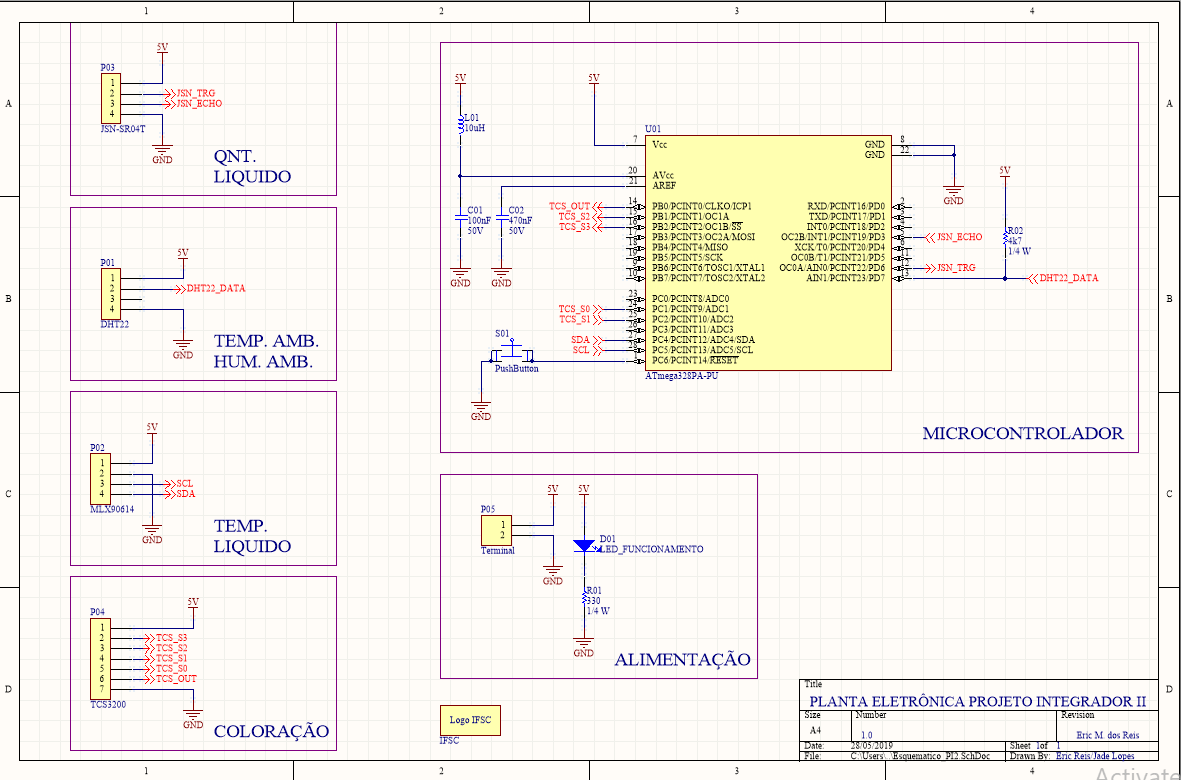 1 2 3 4
A
B
C
D
A
B
C
D
5V
P03
1
2
3
4
JSN_TRG
JSN_ECHO
JSN-SR04T
GND
QNT.
LIQUIDO
5V
P01
1
2
3
4
DHT22_DATA
DHT22
GND
TEMP. AMB.
HUM. AMB.
5V
P02
1
2
3
4
SCL
SDA
MLX90614
GND
TEMP.
LIQUIDO
5V
P04
1
2
3
4
5
6
7
TCS_S3
TCS_S2
TCS_S1
TCS_S0
TCS_OUT
TCS3200
GND
COLORAÇÃO
5V
5V
L01
10uH
C01
100nF
50V
C02
470nF
50V
GND
GND
U01
7 Vcc
20 AVcc
21 AREF
TCS_OUT 14 PB0/PCINT0/CLKO/ICP1
TCS_S2 PB1/PCINT1/OC1A
TCS_S3 PB2/PCINT2/OC1B/SS
PB3/PCINT3/OC2A/MOSI
PB4/PCINT4/MISO
PB5/PCINT5/SCK
PB6/PCINT6/TOSC1/XTAL1
PB7/PCINT7/TOSC2/XTAL2
23 PC0/PCINT8/ADC0
TCS_S0 PC1/PCINT9/ADC1
TCS_S1 PC2/PCINT10/ADC2
PC3/PCINT11/ADC3
SDA PC4/PCINT12/ADC4/SDA
SCL PC5/PCINT13/ADC5/SCL
1 PC6/PCINT14/RESET
GND 8
GND 22
RXD/PCINT16/PD0
TXD/PCINT17/PD1
INT0/PCINT18/PD2
OC2B/INT1/PCINT19/PD3 JSN_ECHO
XCK/T0/PCINT20/PD4
OC0B/T1/PCINT21/PD5
OC0A/AIN0/PCINT22/PD6 JSN_TRG
AIN1/PCINT23/PD7 DHT22_DATA
ATmega328PA-PU
GND
5V
R02
4k7
1/4 W
S01
PushButton
GND
MICROCONTROLADOR
5V 5V
P05
1
2
Terminal
GND
D01
LED_FUNCIONAMENTO
R01
330
1/4 W
GND
ALIMENTAÇÃO
Logo IFSC
IFSC
Title
PLANTA ELETRÔNICA PROJETO INTEGRADOR II
Size Number Revision
A4 1.0 Eric M. dos Reis
Date: 28/05/2019 Sheet 1of 1
File: C:\Users\..\Esquematico_PI2.SchDoc Drawn By: Eric Reis/Jade Lopes
1 2 3 4
Activate